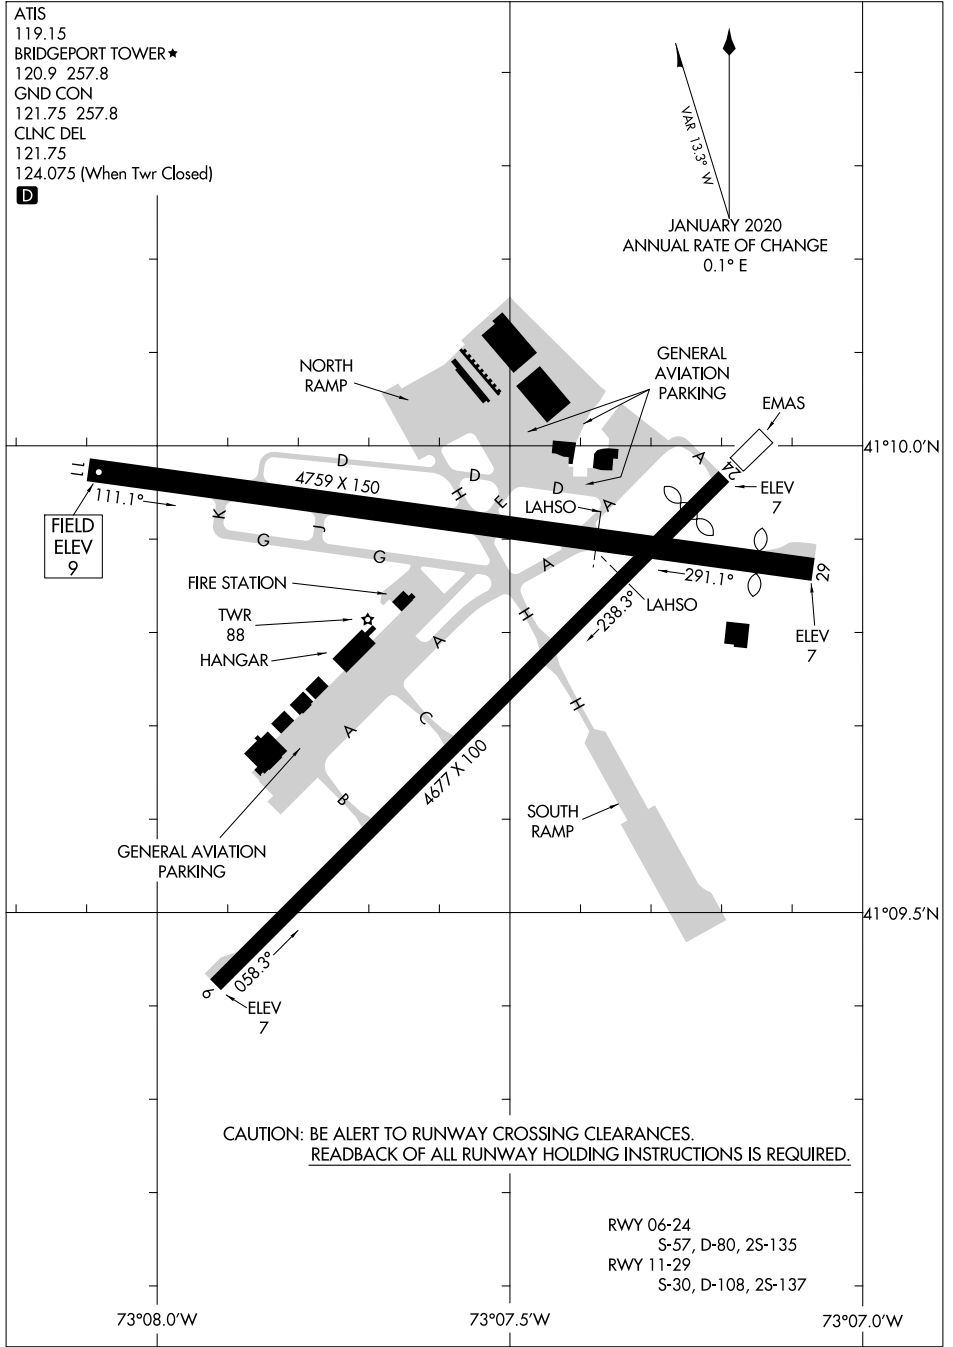 ATIS
119.15
BRIDGEPORT TOWER★
120.9 257.8
GND CON
121.75 257.8
CLNC DEL
121.75
124.075 (When Twr Closed)
D
VAR 13.3° W
JANUARY 2020
ANNUAL RATE OF CHANGE
0.1° E
NORTH
RAMP
GENERAL
AVIATION
PARKING
EMAS
41°10.0'N
11
111.1°
FIELD
ELEV
9
D
4759 X 150
D
H
E
D
LAHSO
A
A
24
ELEV
7
K
J
G
G
A
291.1°
29
ELEV
7
FIRE STATION
TWR
88
HANGAR
H
238.3°
LAHSO
A
A
C
B
H
4677 X 100
SOUTH
RAMP
GENERAL AVIATION
PARKING
41°09.5'N
058.3°
6
ELEV
7
CAUTION: BE ALERT TO RUNWAY CROSSING CLEARANCES.
READBACK OF ALL RUNWAY HOLDING INSTRUCTIONS IS REQUIRED.
RWY 06-24
S-57, D-80, 2S-135
RWY 11-29
S-30, D-108, 2S-137
73°08.0'W
73°07.5'W
73°07.0'W